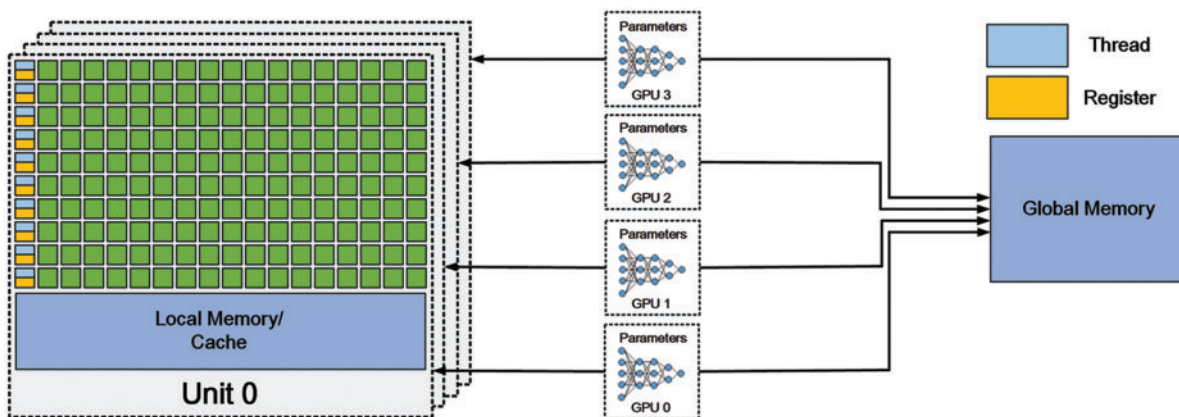 Parameters
GPU 3
Parameters
GPU 2
Parameters
GPU 1
Parameters
GPU 0
Local Memory/
Cache
Unit 0
Thread
Register
Global Memory